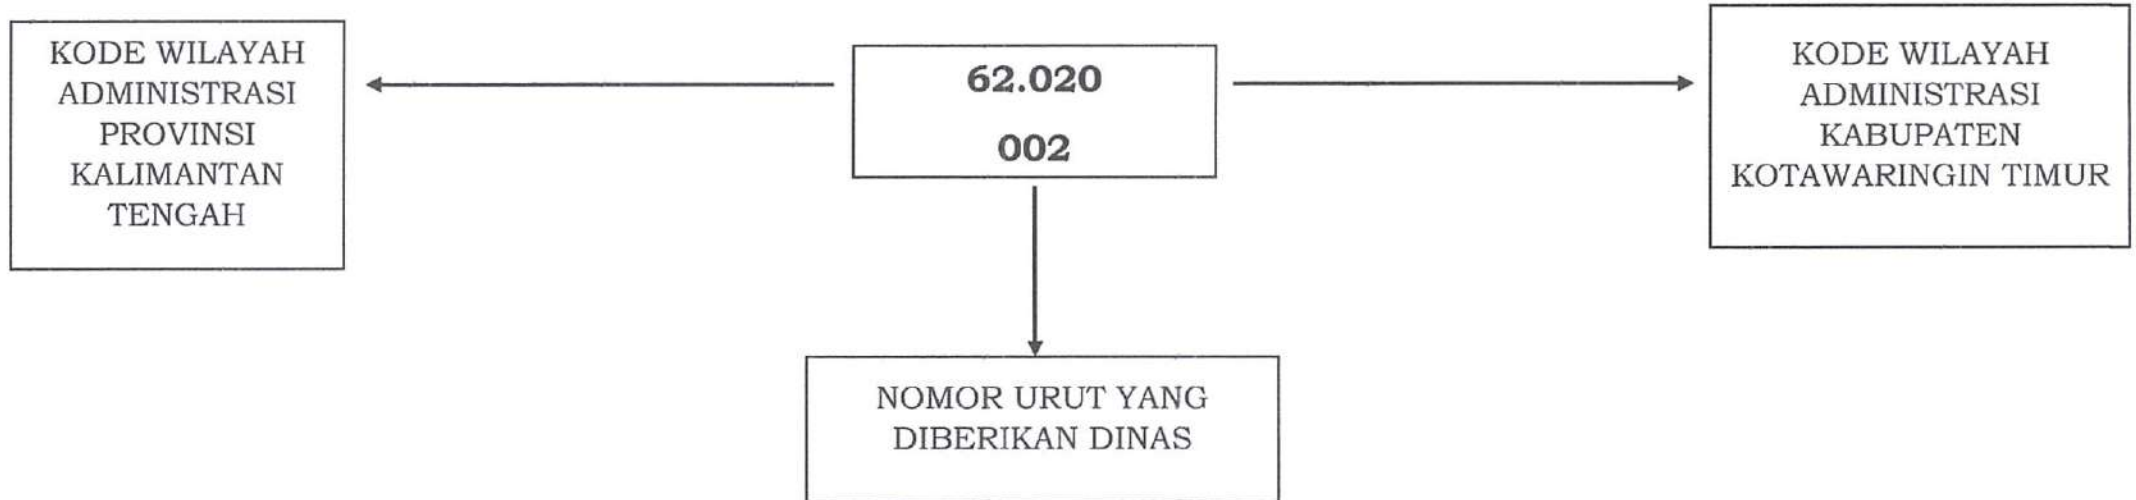 KODE WILAYAH
ADMINISTRASI
PROVINSI
KALIMANTAN
TENGAH
62.020
002
KODE WILAYAH
ADMINISTRASI
KABUPATEN
KOTAWARINGIN TIMUR
NOMOR URUT YANG
DIBERIKAN DINAS